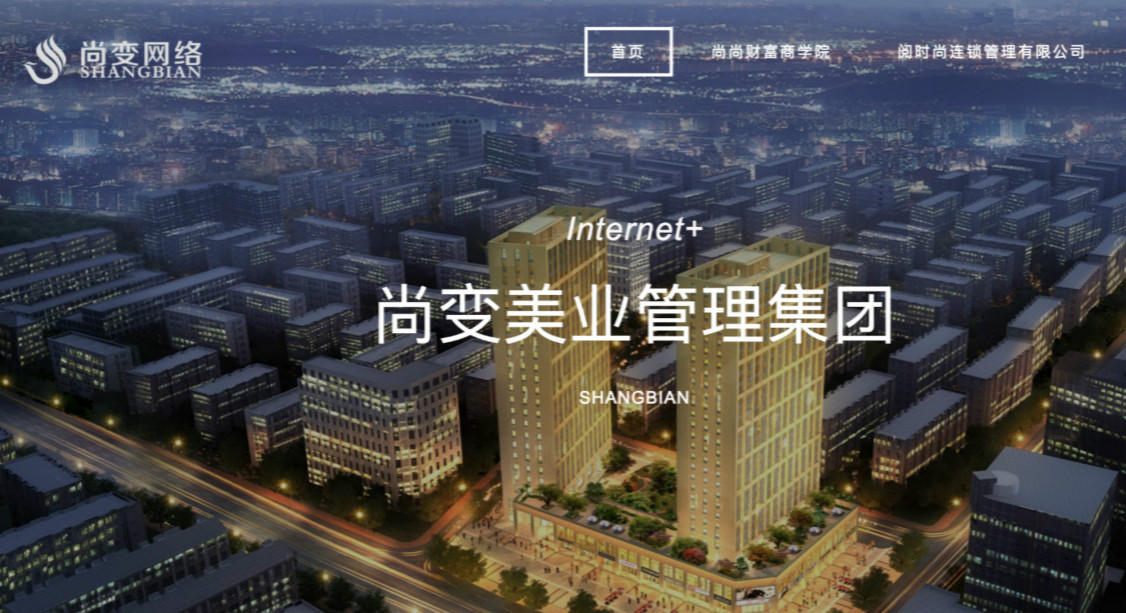 尚变网络
SHANGBIAN
首页
尚尚财富商学院
阅时尚连锁管理有限公司
Internet+
尚变美业管理集团
SHANGBIAN